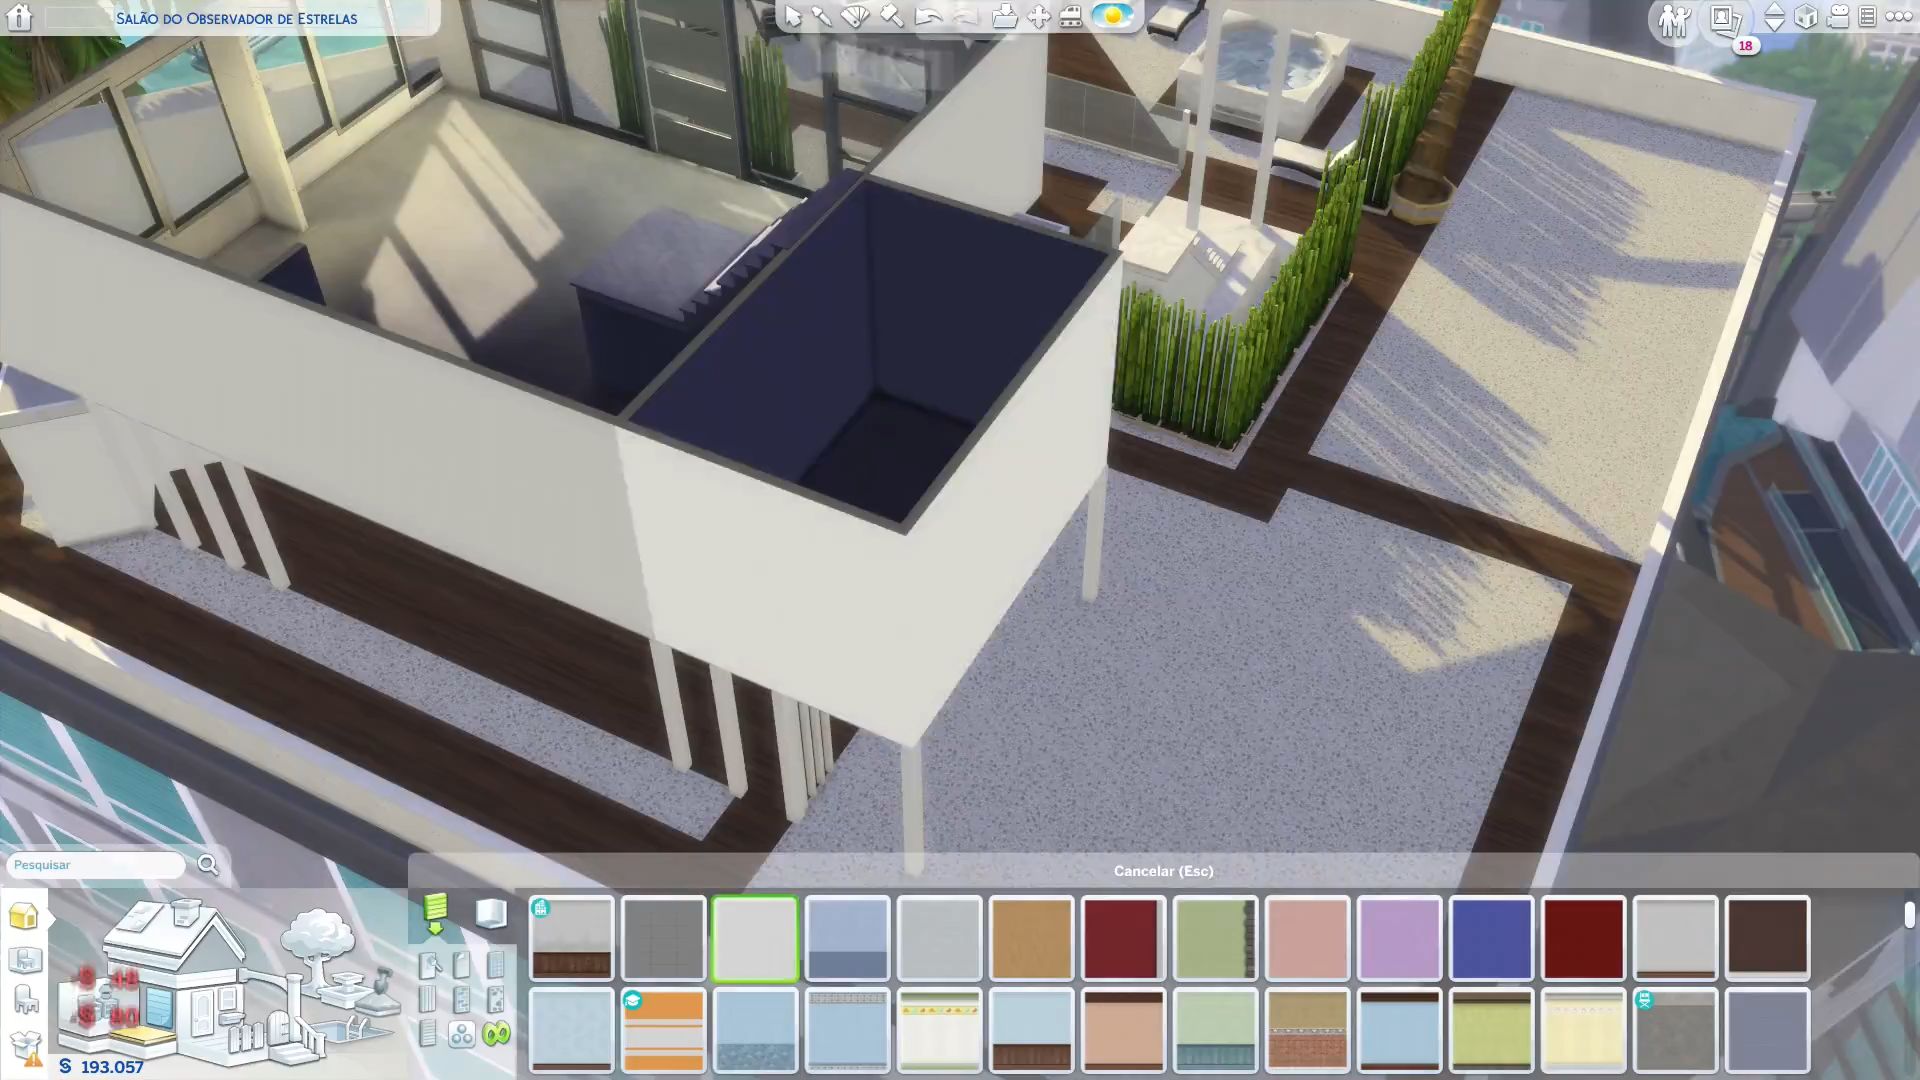 SALÃO DO OBSERVADOR DE ESTRELAS
18
Pesquisar
Cancelar (Esc)
193.057